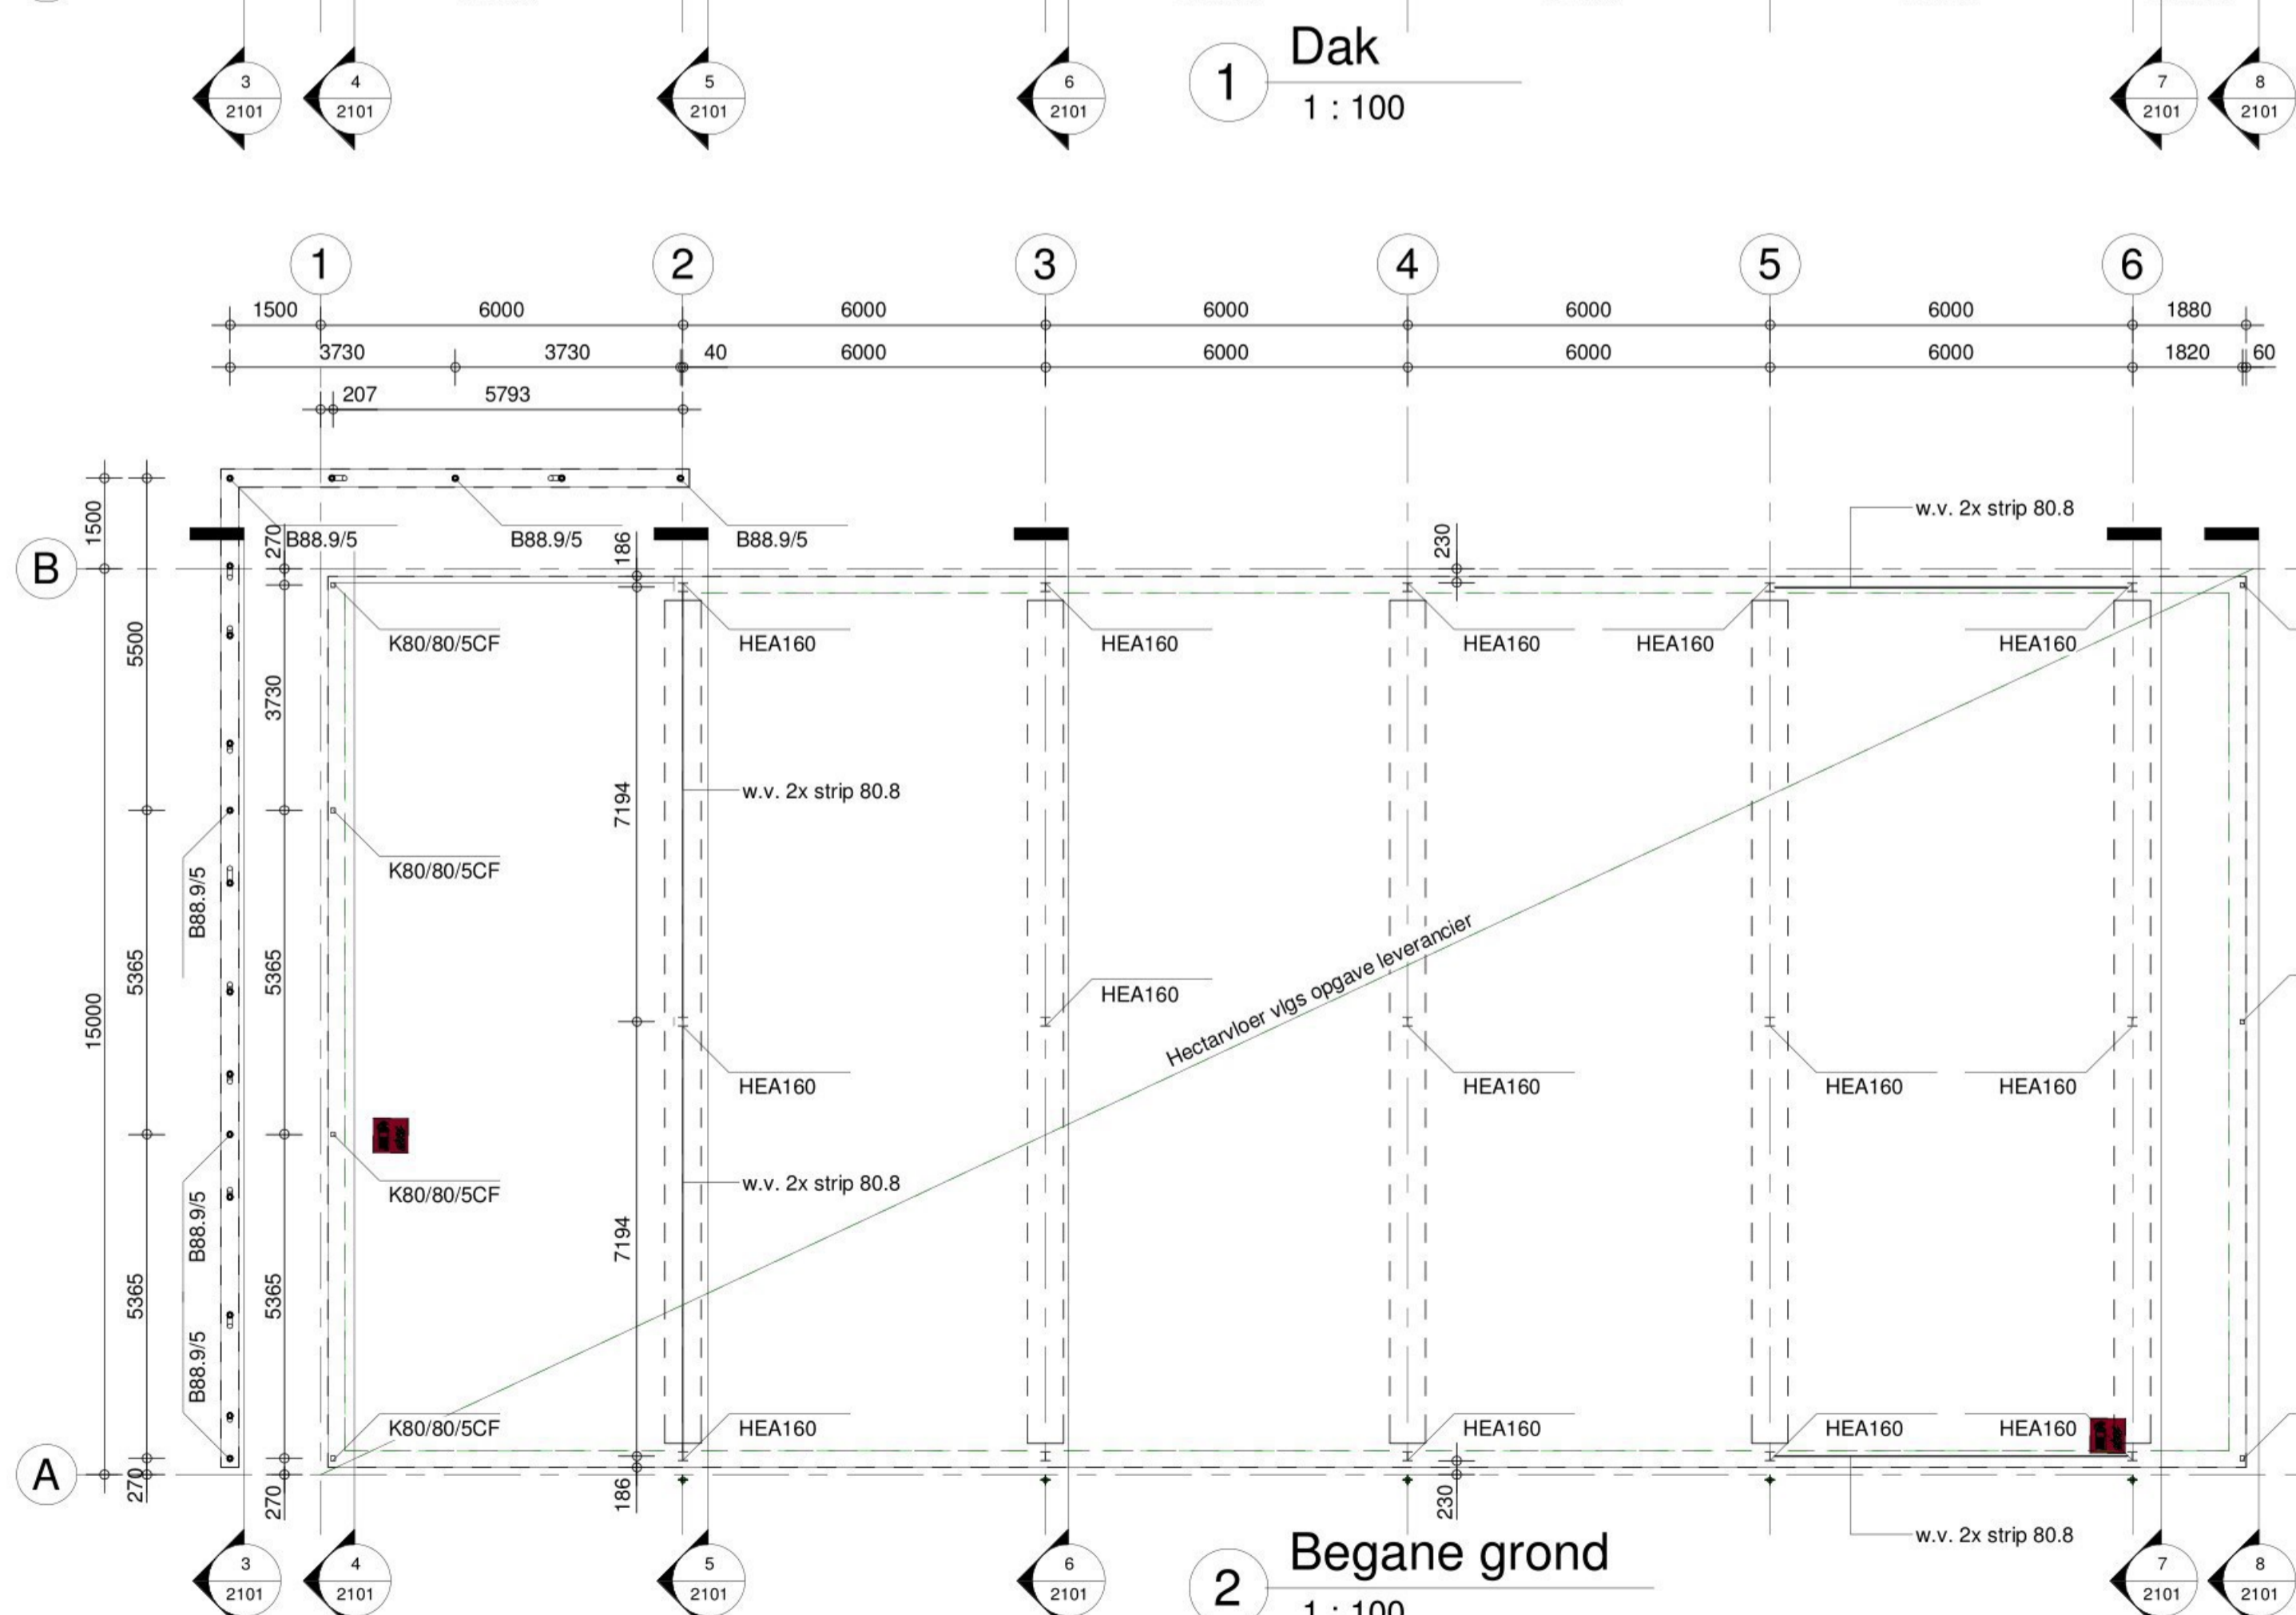 3
2101
4
2101
5
2101
6
2101
1
Dak
1 : 100
7
2101
8
2101
1
2
3
4
5
6
1500
6000
6000
6000
6000
6000
1880
3730
3730
40
6000
6000
6000
6000
1820
60
207
5793
1500
B
270
B88.9/5
B88.9/5
186
B88.9/5
230
w.v. 2x strip 80.8
5500
3730
K80/80/5CF
HEA160
HEA160
HEA160
HEA160
HEA160
7194
w.v. 2x strip 80.8
K80/80/5CF
B88.9/5
15000
5365
5365
HEA160
Hectarvloer vlgs opgave leverancier
HEA160
HEA160
HEA160
HEA160
K80/80/5CF
w.v. 2x strip 80.8
B88.9/5
7194
5365
5365
B88.9/5
K80/80/5CF
HEA160
HEA160
HEA160
HEA160
A
270
270
186
230
w.v. 2x strip 80.8
3
2101
4
2101
5
2101
6
2101
2
Begane grond
1 : 100
7
2101
8
2101